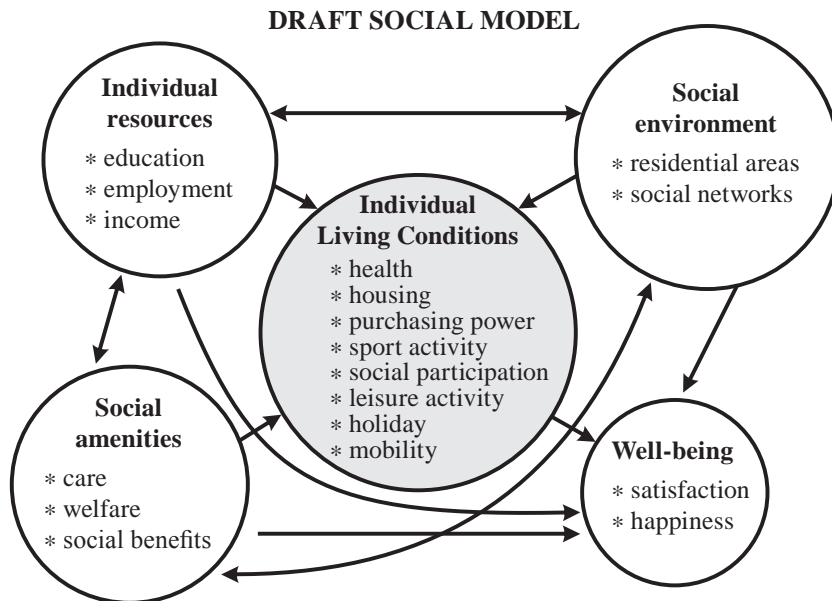 DRAFT SOCIAL MODEL
Individual
resources
* education
* employment
* income
Social
environment
* residential areas
* social networks
Individual
Living Conditions
* health
* housing
* purchasing power
* sport activity
* social participation
* leisure activity
* holiday
* mobility
Social
amenities
* care
* welfare
* social benefits
Well-being
* satisfaction
* happiness